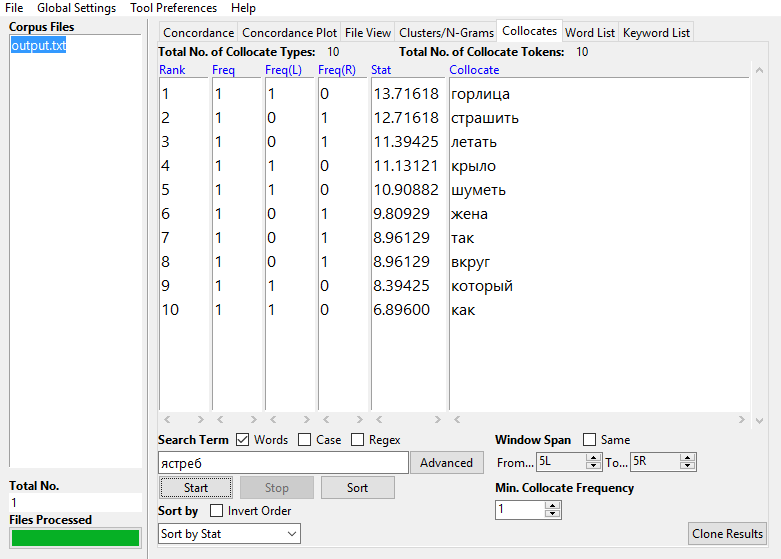 File Global Settings Tool Preferences Help
Corpus Files
output.txt
Total No.
1
Files Processed
Concordance Concordance Plot File View Clusters/N-Grams Collocates Word List Keyword List
Total No. of Collocate Types: 10 Total No. of Collocate Tokens: 10
Rank Freq Freq(L) Freq(R) Stat Collocate
1 1 1 0 13.71618 горлица
2 1 0 1 12.71618 страшить
3 1 0 1 11.39425 летать
4 1 1 0 11.13121 крыло
5 1 1 0 10.90882 шуметь
6 1 0 1 9.80929 жена
7 1 0 1 8.96129 так
8 1 0 1 8.96129 вкруг
9 1 1 0 8.39425 который
10 1 1 0 6.89600 как
Search Term Words Case Regex Window Span Same
ястреб Advanced From... 5L To... 5R
Start Stop Sort Min. Collocate Frequency
Sort by Invert Order 1
Sort by Stat Clone Results